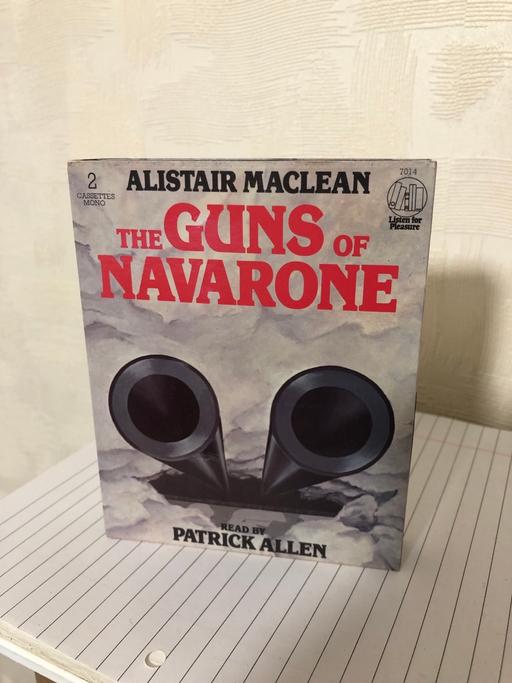 2
CASSETTES
MONO
ALISTAIR MACLEAN
7014
Listen for
Pleasure
THE GUNS OF
NAVARONE
READ BY
PATRICK ALLEN